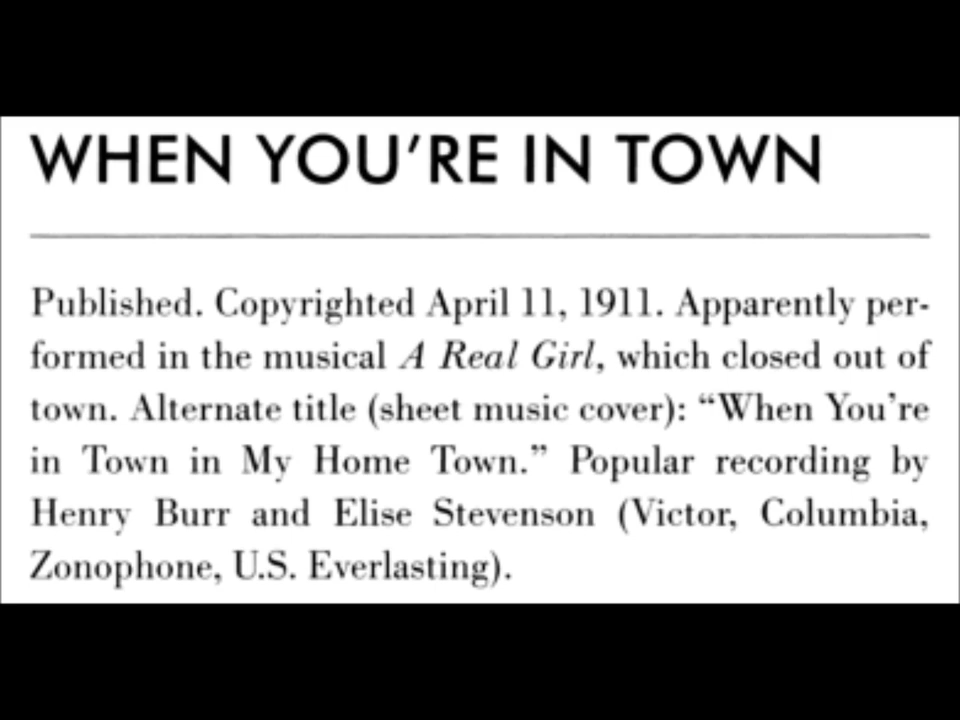 WHEN YOU'RE IN TOWN
Published. Copyrighted April 11, 1911. Apparently per-
formed in the musical A Real Girl, which closed out of
town. Alternate title (sheet music cover): “When You're
in Town in My Home Town.” Popular recording by
Henry Burr and Elise Stevenson (Victor, Columbia,
Zonophone, U.S. Everlasting).